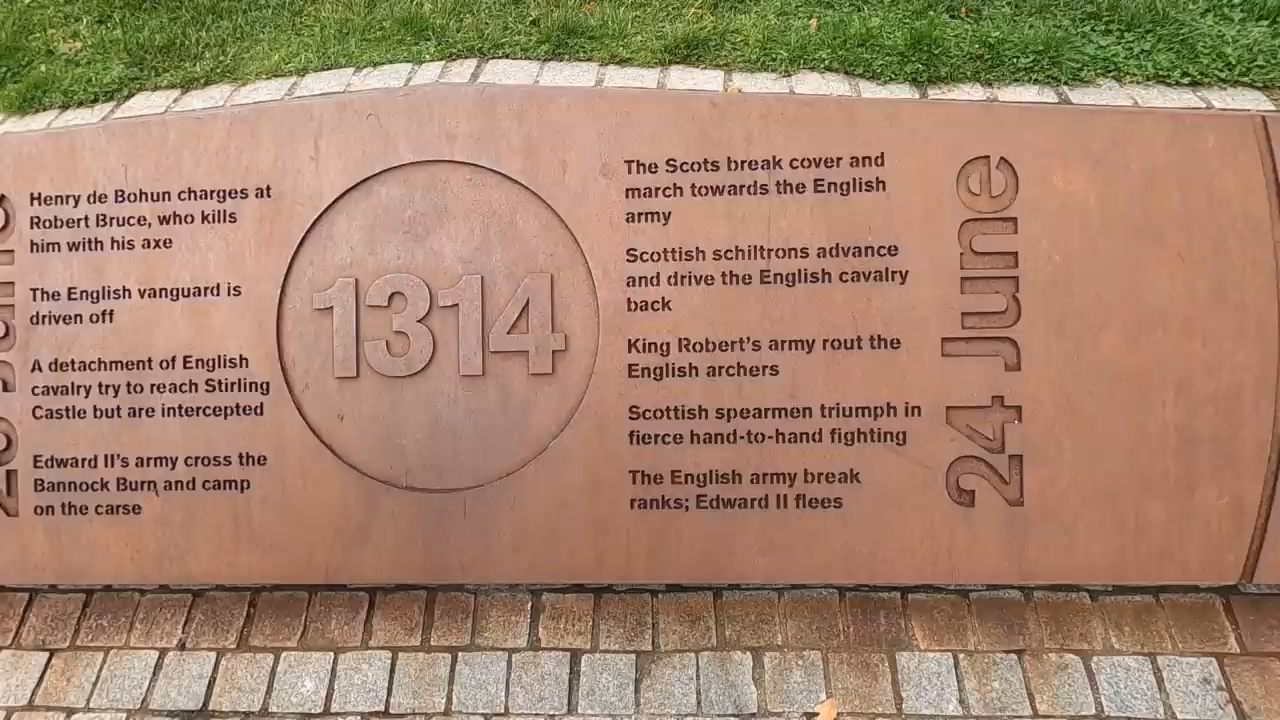 Henry de Bohun charges at
Robert Bruce, who kills
him with his axe
The English vanguard is
driven off
A detachment of English
cavalry try to reach Stirling
Castle but are intercepted
Edward II's army cross the
Bannock Burn and camp
on the carse
1314
The Scots break cover and
march towards the English
army
Scottish schiltrons advance
and drive the English cavalry
back
King Robert's army rout the
English archers
Scottish spearmen triumph in
fierce hand-to-hand fighting
The English army break
ranks; Edward II flees
24 June